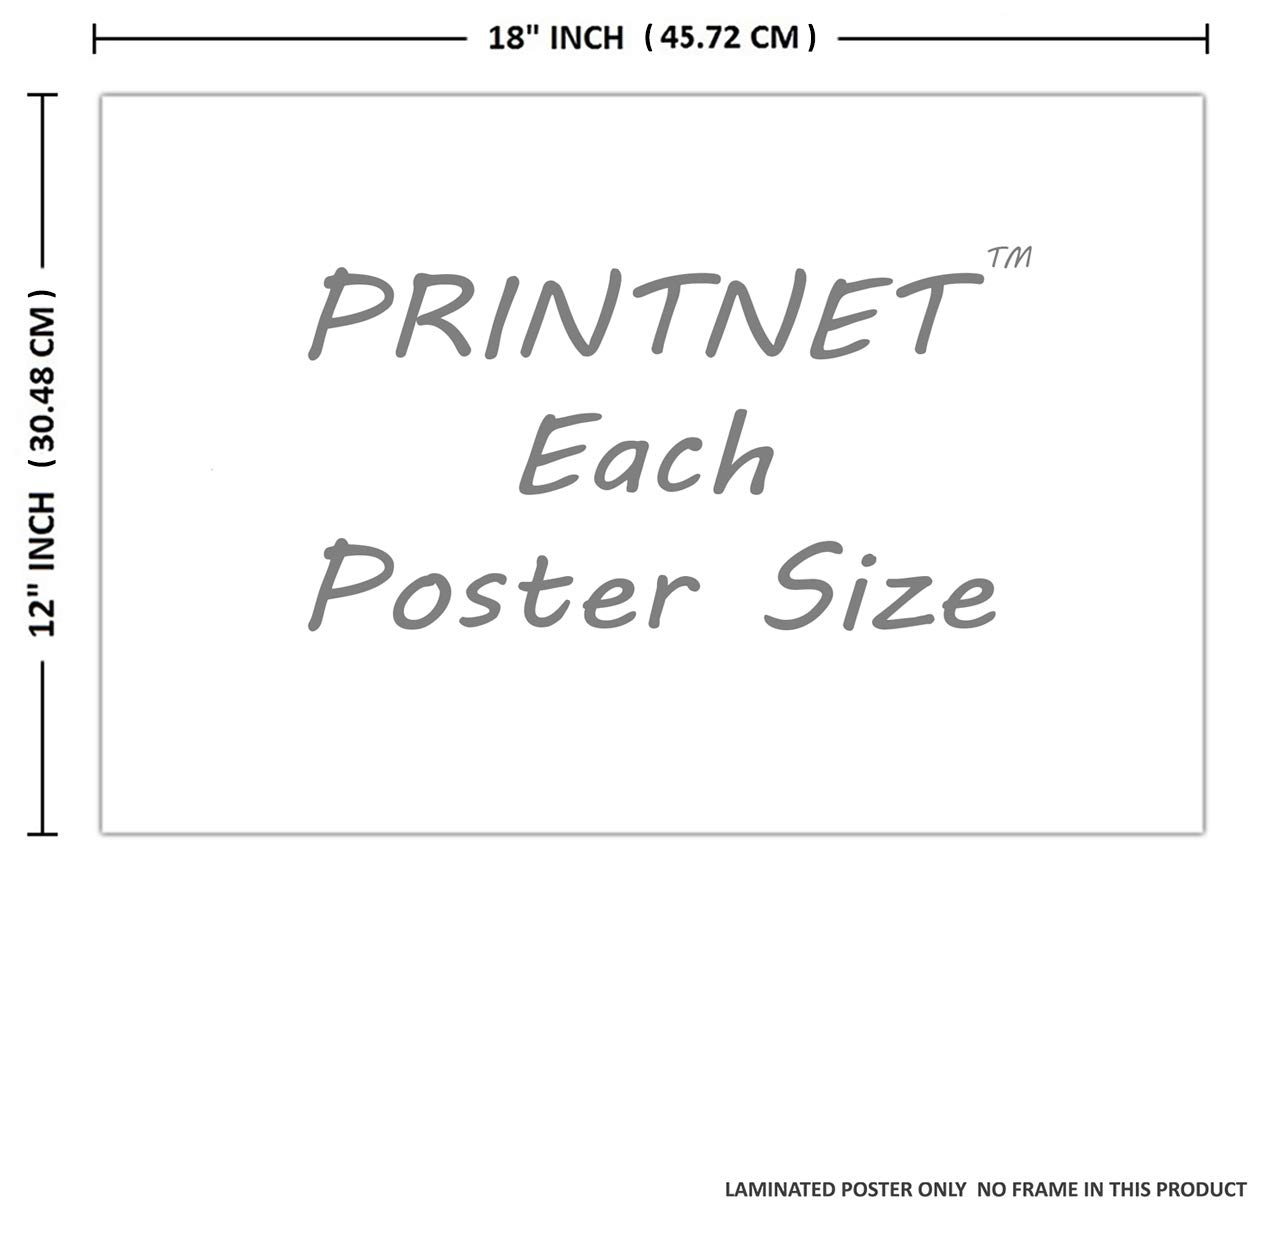 18" INCH ( 45.72 CM )
12" INCH ( 30.48 CM )
PRINTNET™
Each
Poster Size
LAMINATED POSTER ONLY  NO FRAME IN THIS PRODUCT